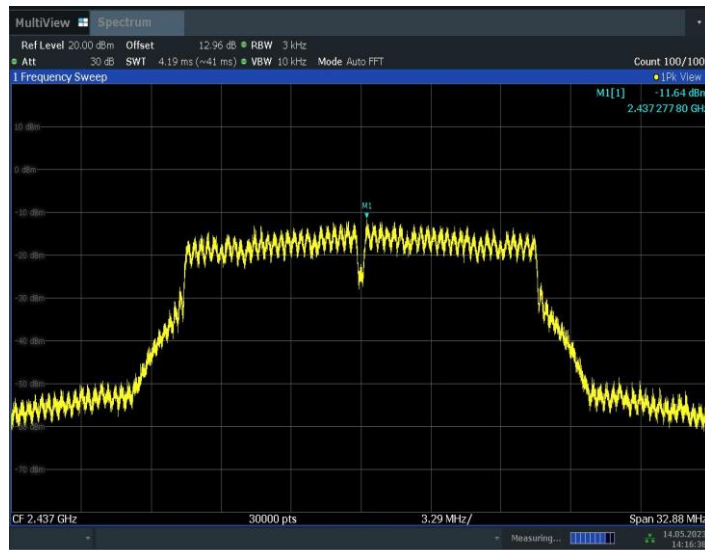 MultiView Spectrum
Ref Level 20.00 dBm Offset 12.96 dB RBW 3 kHz
Att 30 dB SWT 4.19 ms (~41 ms) VBW 10 kHz Mode Auto FFT Count 100/100
1 Frequency Sweep 1Pk View
M1[1] -11.64 dBm
2.437 277 80 GHz
10 dBm
0 dBm
M1
-10 dBm
-20 dBm
-30 dBm
-40 dBm
-50 dBm
-70 dBm
CF 2.437 GHz 30000 pts 3.29 MHz/ Span 32.88 MHz
Measuring... 14.05.2023
14:16:38